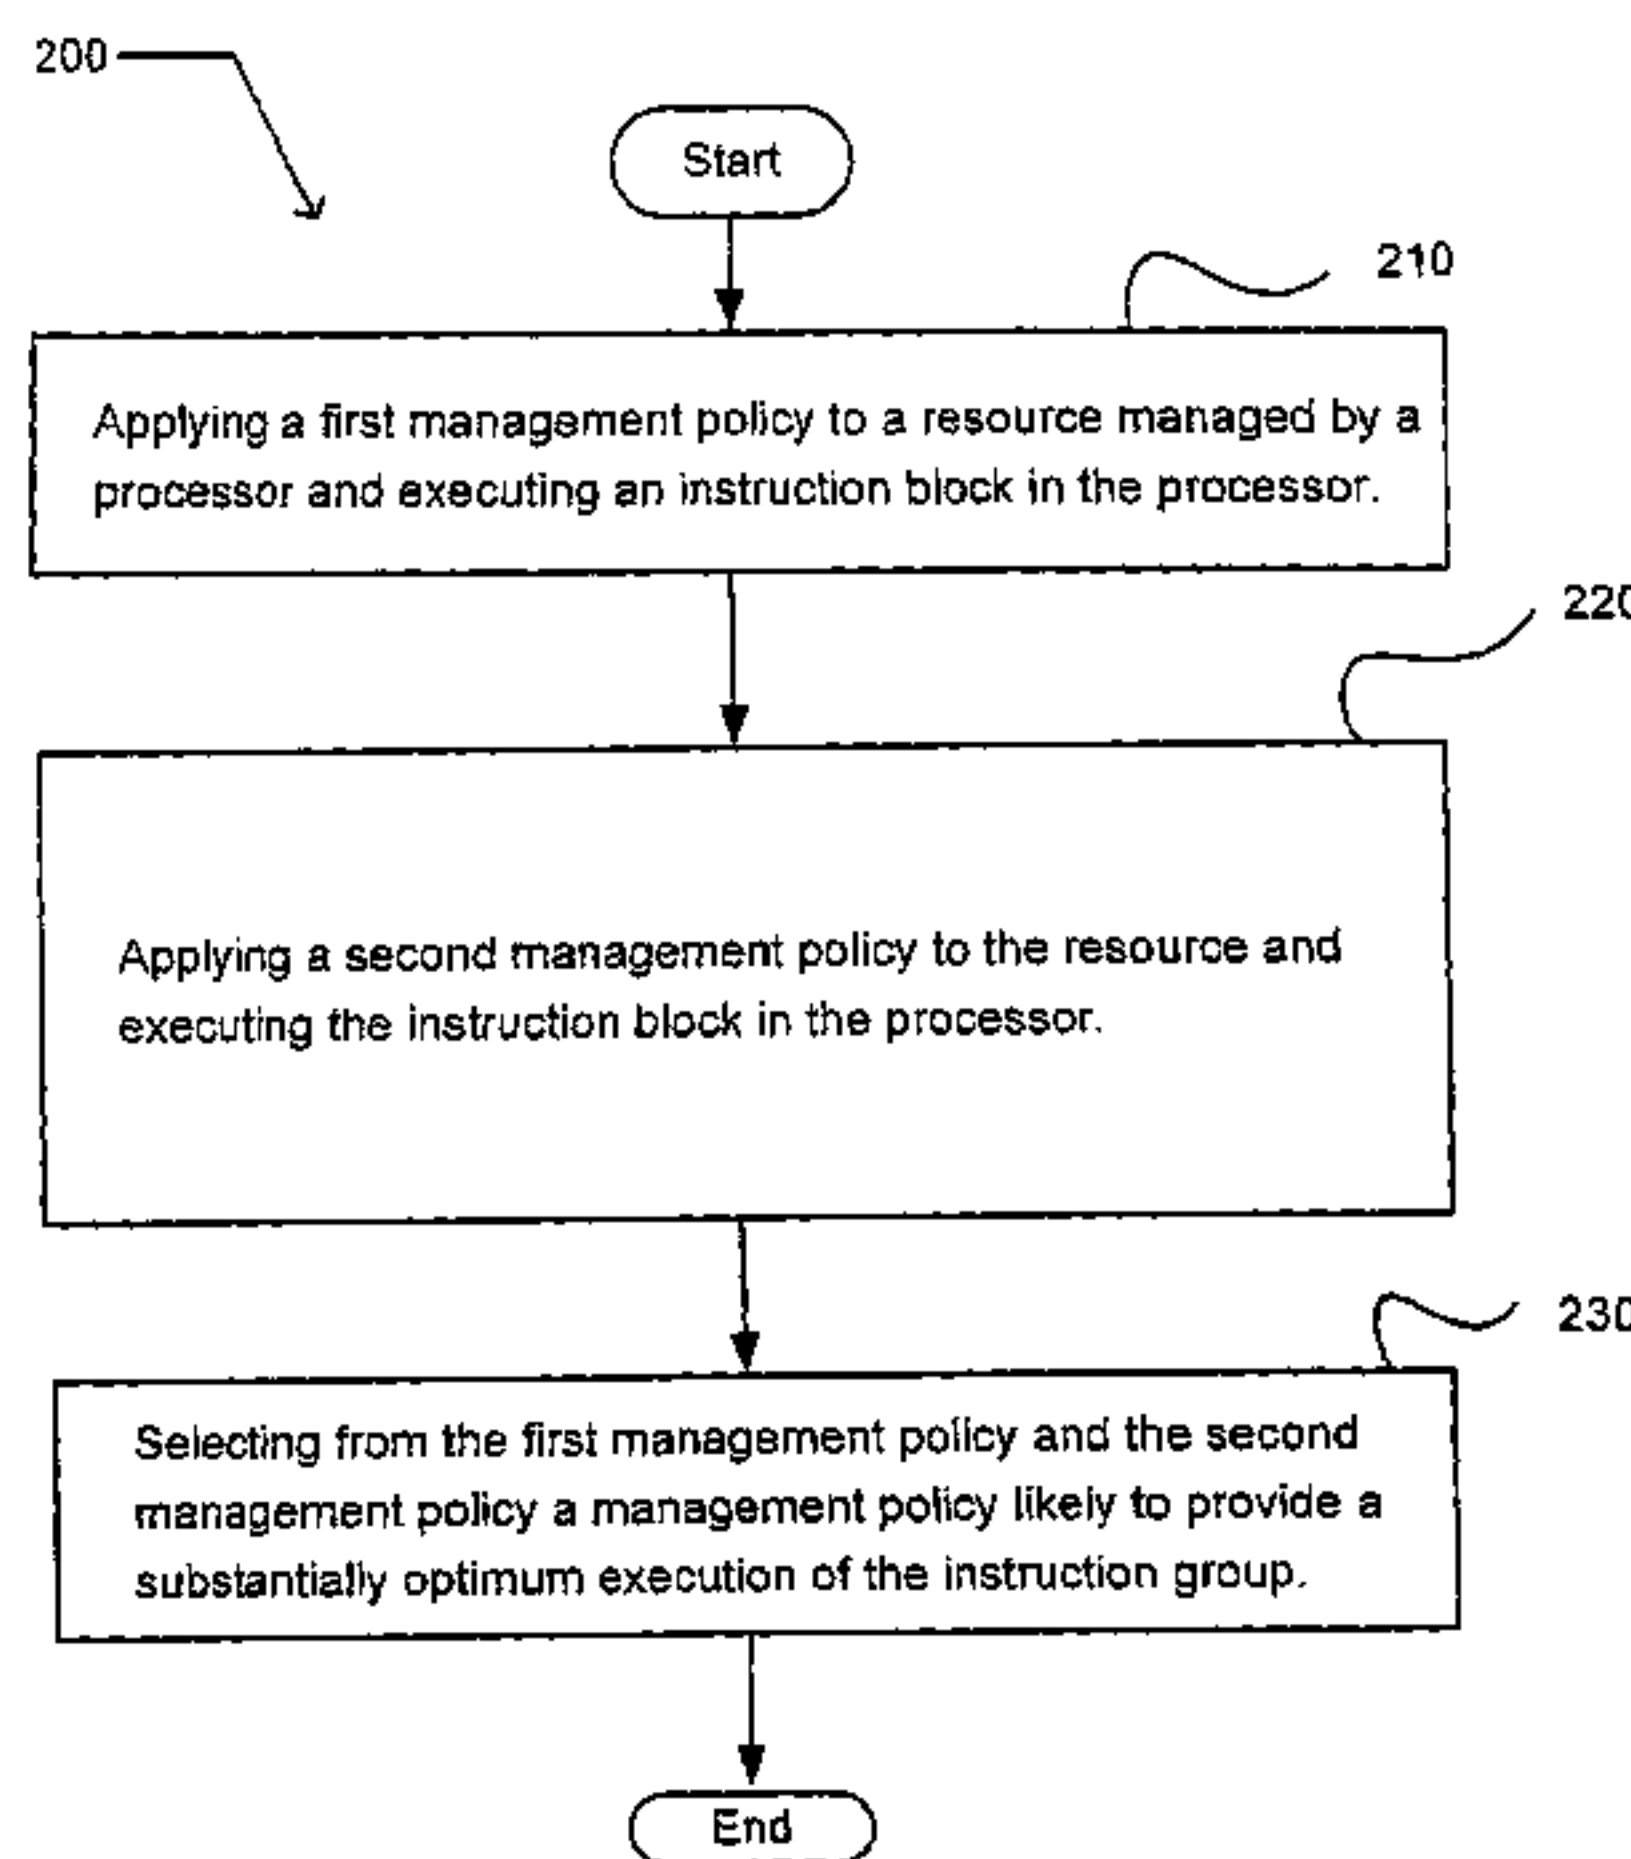 200
Start
210
Applying a first management policy to a resource managed by a
processor and executing an instruction block in the processor.
220
Applying a second management policy to the resource and
executing the instruction block in the processor.
230
Selecting from the first management policy and the second
management policy a management policy likely to provide a
substantially optimum execution of the instruction group.
End